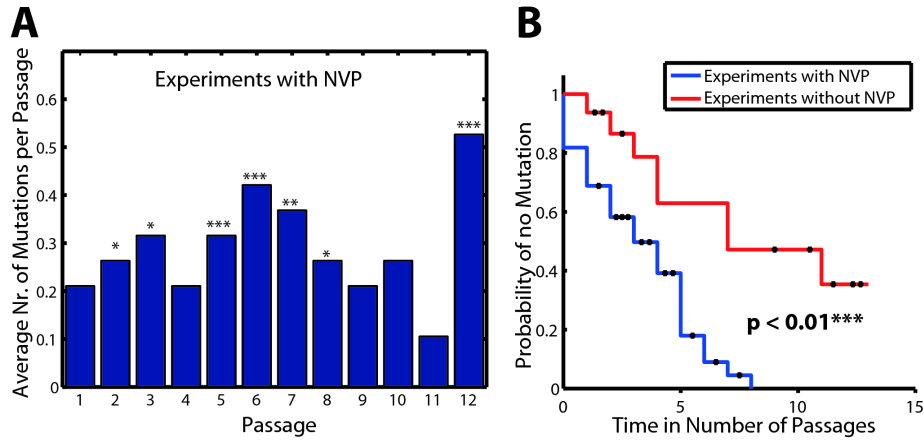 A
Average Nr. of Mutations per Passage
0.6
0.5
0.4
0.3
0.2
0.1
0
Experiments with NVP
*
*
***
***
**
*
***
1 2 3 4 5 6 7 8 9 10 11 12
Passage
B
Experiments with NVP
Experiments without NVP
Probability of no Mutation
1
0.8
0.6
0.4
0.2
0
p < 0.01***
0 5 10 15
Time in Number of Passages